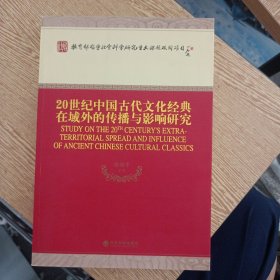 教育部哲学社会科学研究重大课题攻关项目
20世纪中国古代文化经典
在域外的传播与影响研究
STUDY ON THE 20TH CENTURY'S EXTRA-
TERRITORIAL SPREAD AND INFLUENCE
OF ANCIENT CHINESE CULTURAL CLASSICS